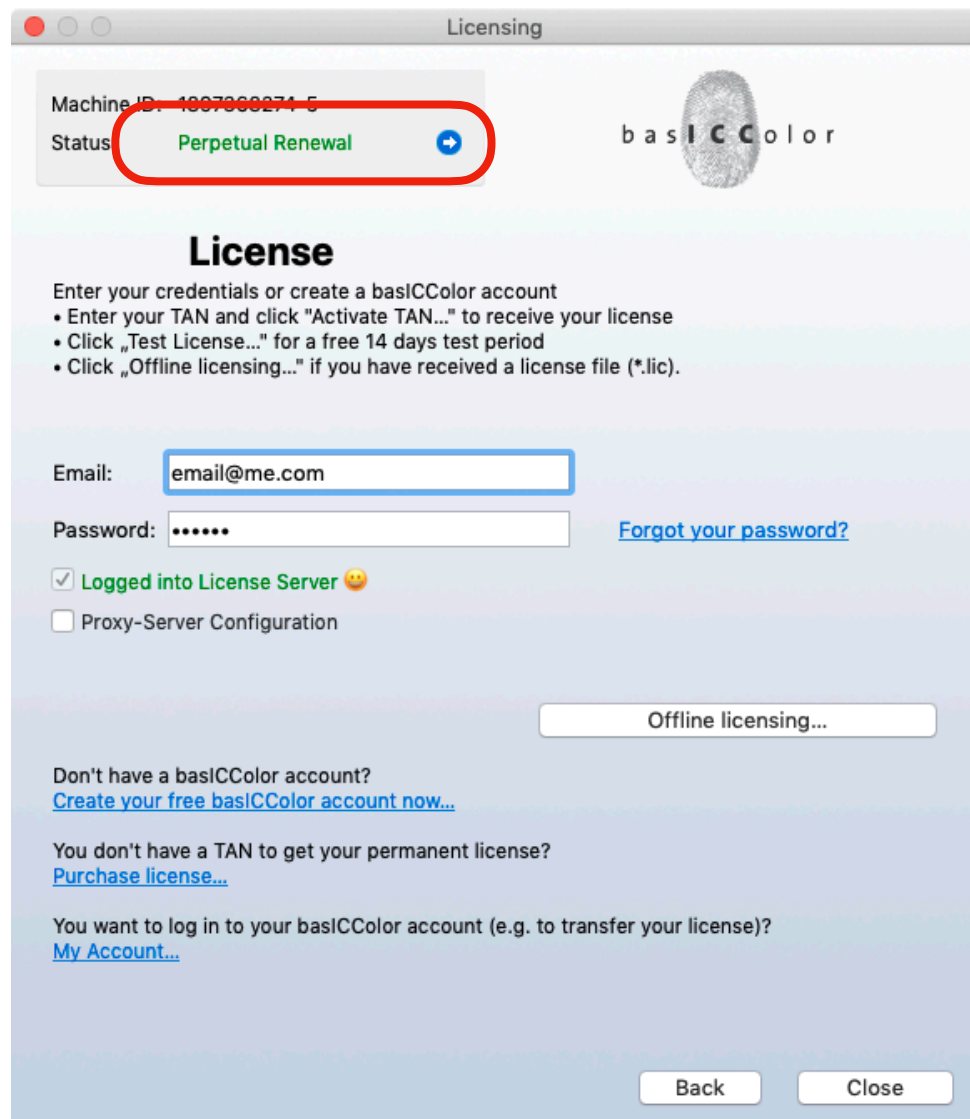 Licensing
Machine ID:
Status Perpetual Renewal
basICColor
License
Enter your credentials or create a basICColor account
• Enter your TAN and click "Activate TAN..." to receive your license
• Click „Test License..." for a free 14 days test period
• Click „Offline licensing..." if you have received a license file (*.lic).
Email: email@me.com
Password: ••••••
Forgot your password?
Logged into License Server 😀
Proxy-Server Configuration
Offline licensing...
Don't have a basICColor account?
Create your free basICColor account now...
You don't have a TAN to get your permanent license?
Purchase license...
You want to log in to your basICColor account (e.g. to transfer your license)?
My Account...
Back
Close